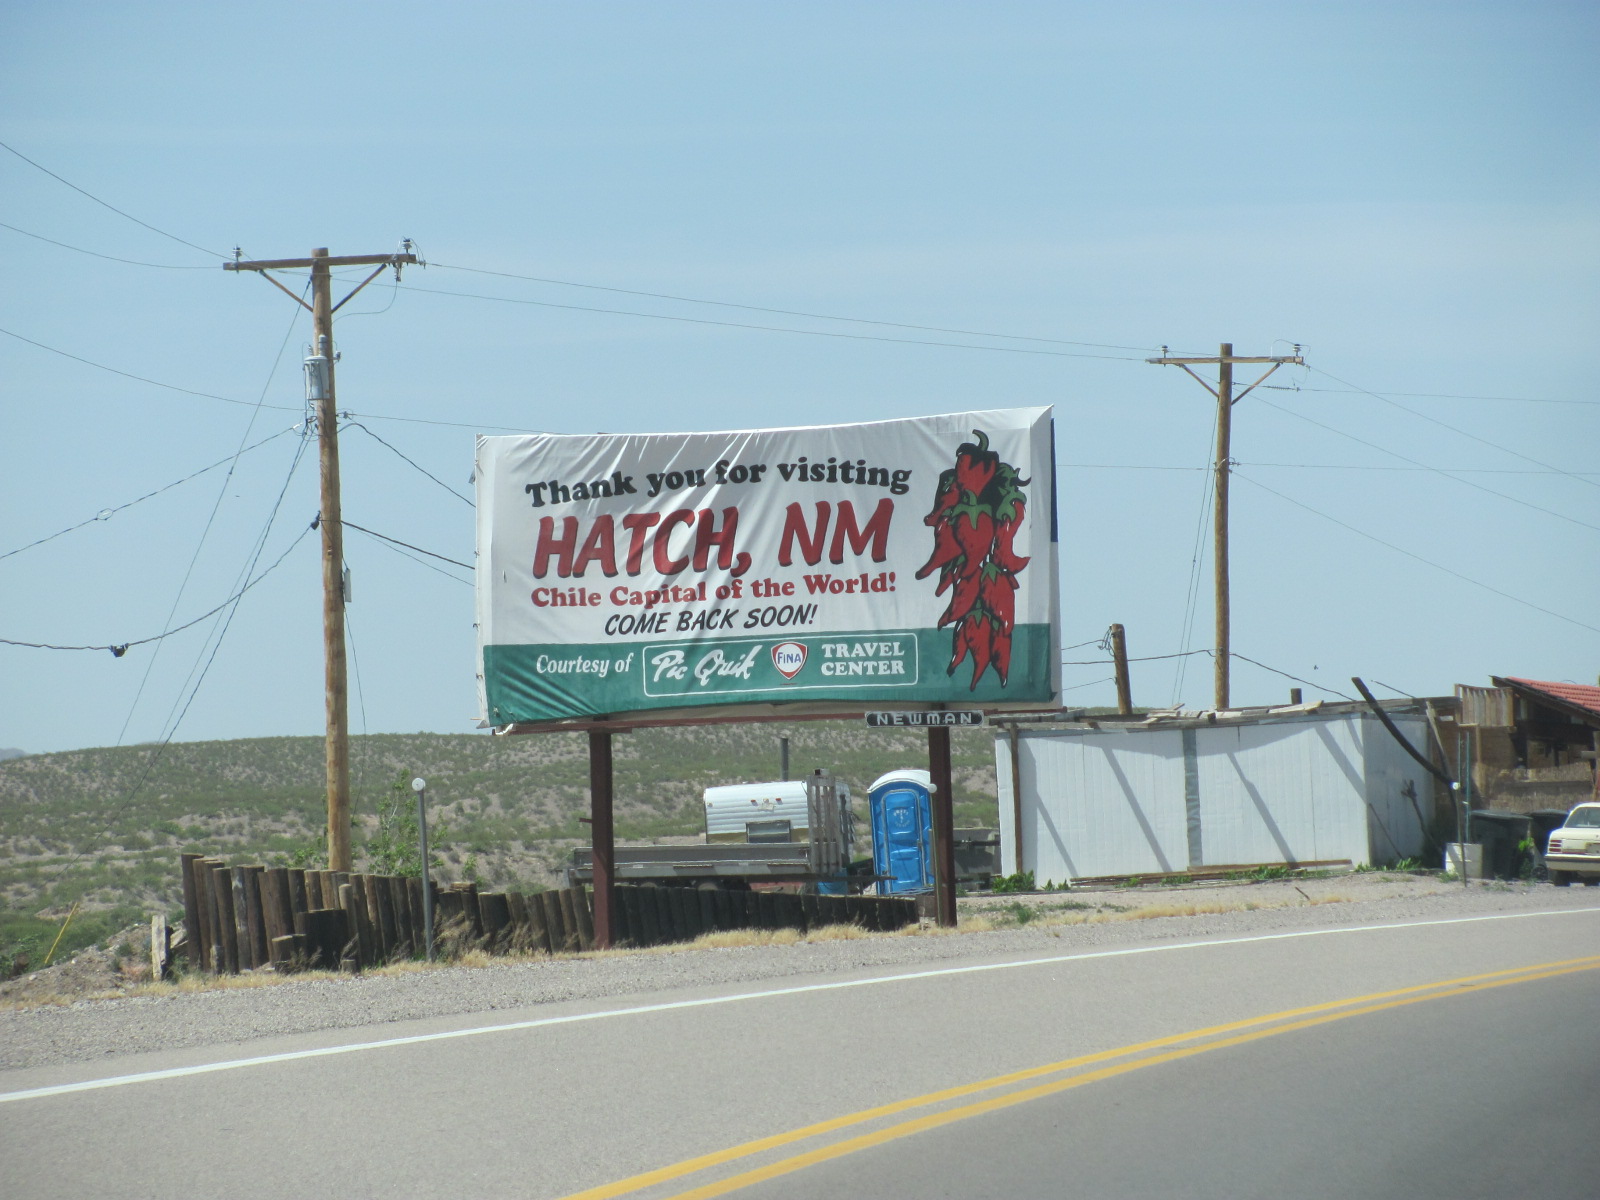 Thank you for visiting
HATCH, NM
Chile Capital of the World!
COME BACK SOON!
Courtesy of Pic Quik FINA TRAVEL CENTER
NEWMAN